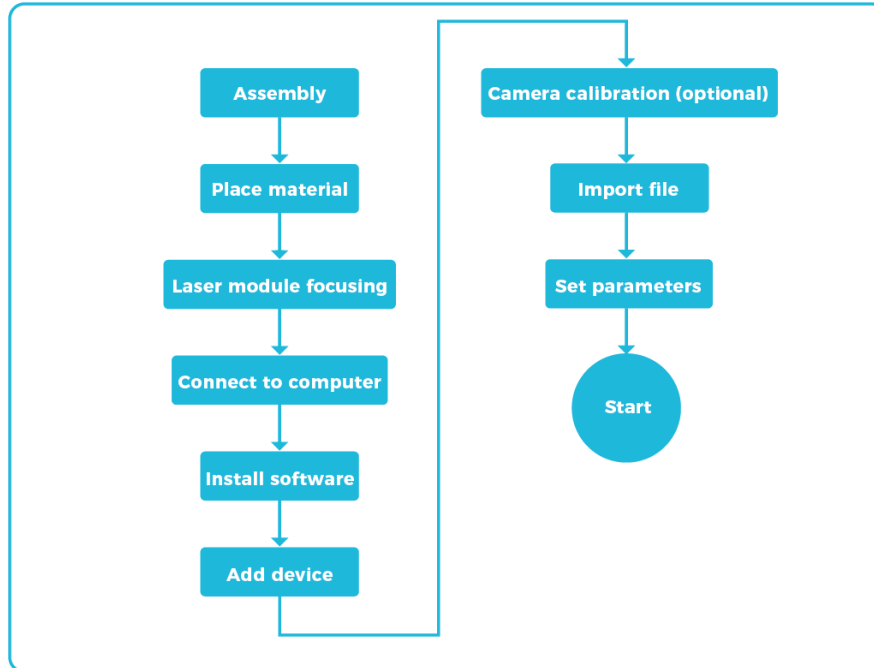 Assembly
Place material
Laser module focusing
Connect to computer
Install software
Add device
Camera calibration (optional)
Import file
Set parameters
Start